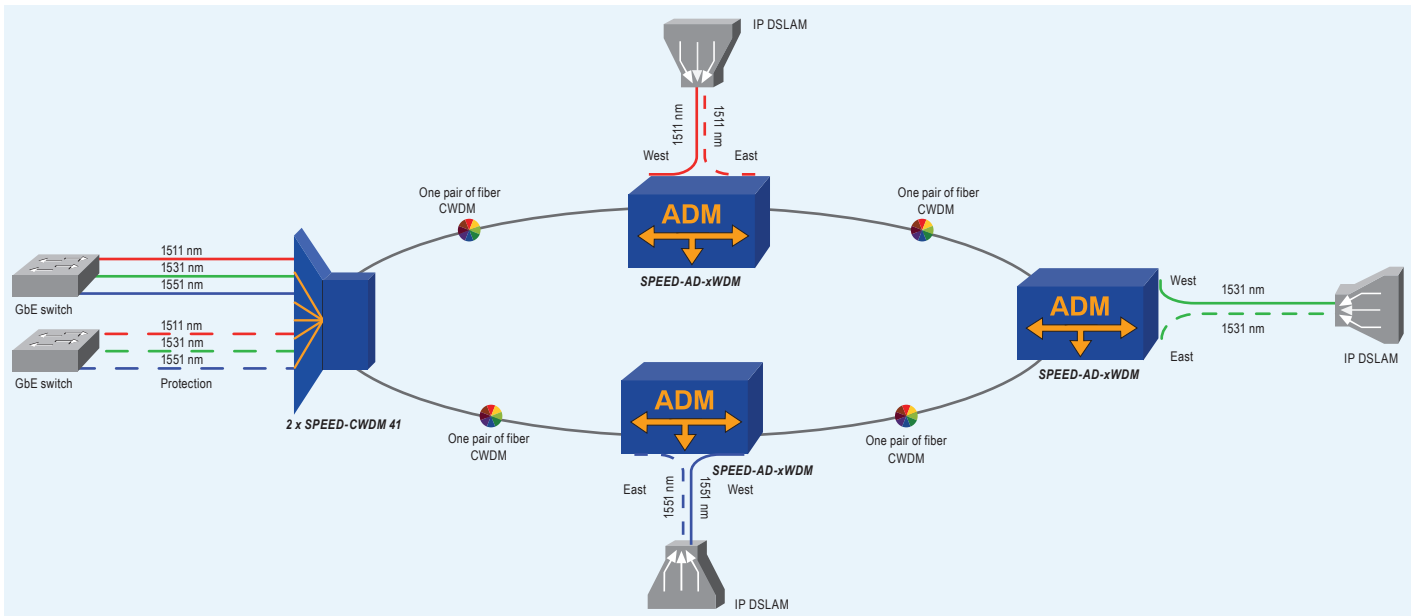 IP DSLAM
1511 nm
1511 nm
West
East
One pair of fiber
CWDM
One pair of fiber
CWDM
ADM
SPEED-AD-xWDM
1511 nm
1531 nm
1551 nm
GbE switch
1511 nm
1531 nm
1551 nm
GbE switch
Protection
2 x SPEED-CWDM 41
West
1531 nm
ADM
1531 nm
East
SPEED-AD-xWDM
IP DSLAM
ADM
One pair of fiber
CWDM
One pair of fiber
CWDM
SPEED-AD-xWDM
East
1551 nm
1551 nm
West
IP DSLAM